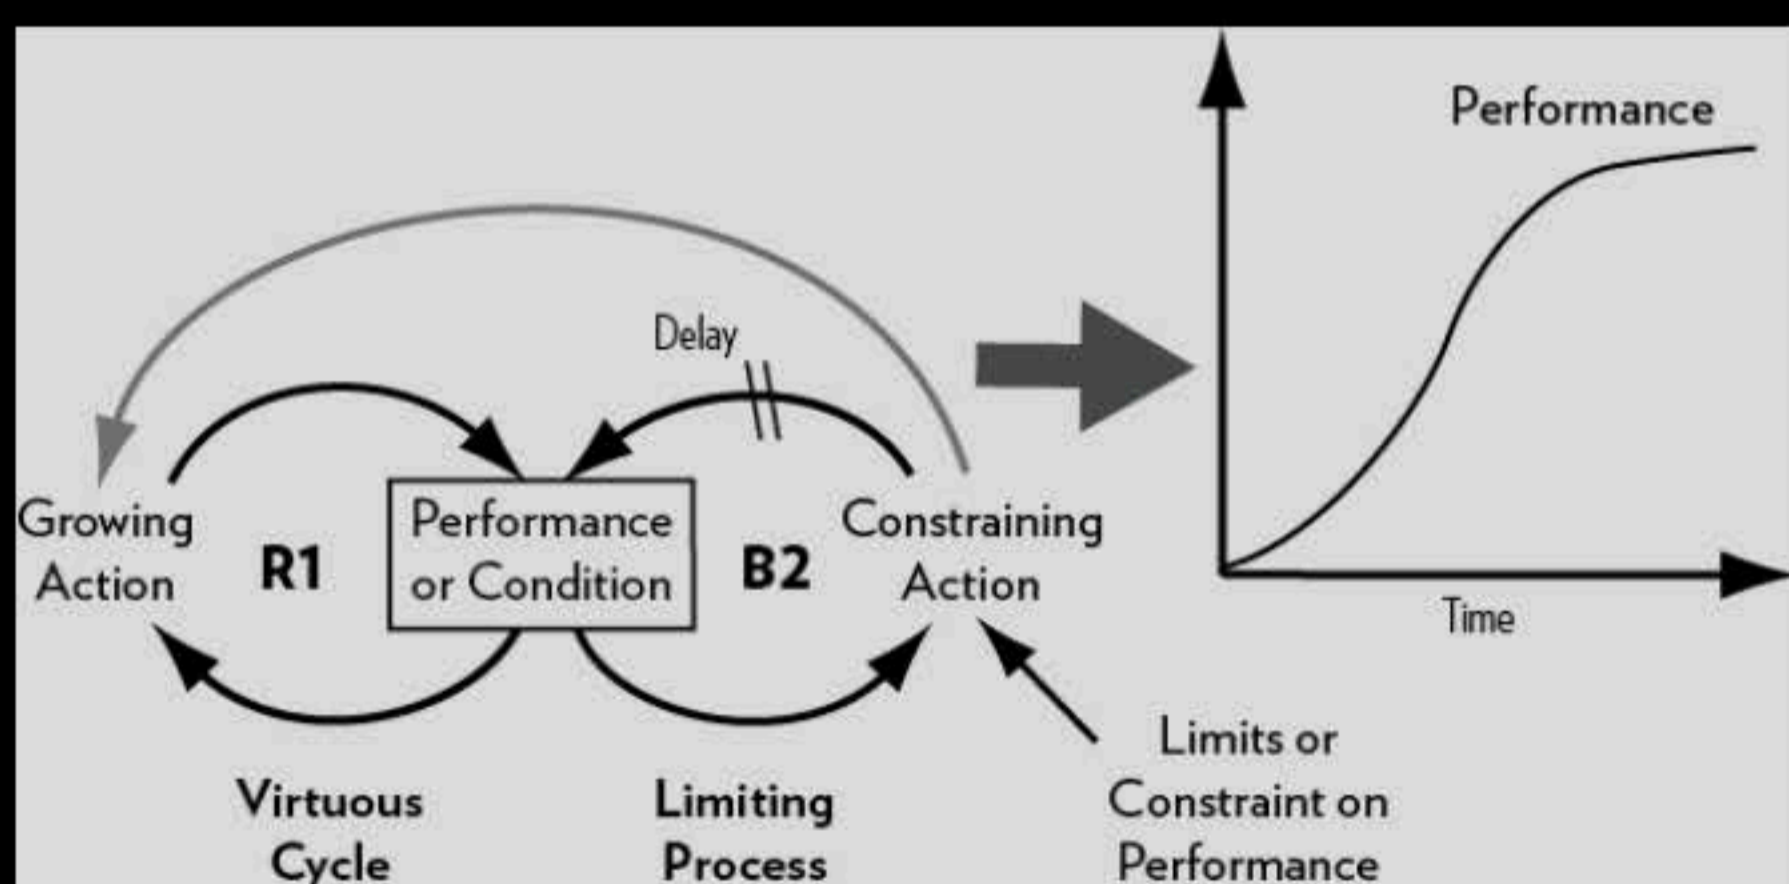 Performance
Delay
Growing
Action
R1
Performance
or Condition
B2
Constraining
Action
Time
Virtuous
Cycle
Limiting
Process
Limits or
Constraint on
Performance